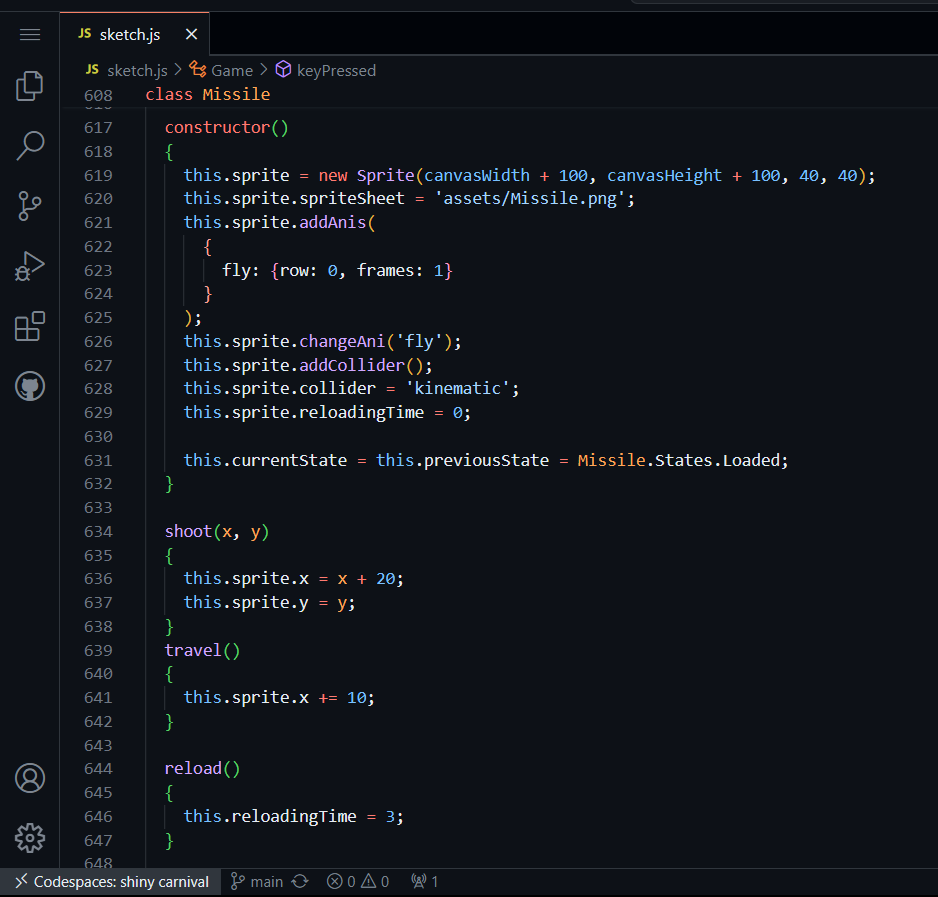 JS sketch.js ×
JS sketch.js > Game > keyPressed
608 class Missile
617 constructor()
618 {
619 this.sprite = new Sprite(canvasWidth + 100, canvasHeight + 100, 40, 40);
620 this.sprite.spriteSheet = 'assets/Missile.png';
621 this.sprite.addAnis(
622 {
623 fly: {row: 0, frames: 1}
624 }
625 );
626 this.sprite.changeAni('fly');
627 this.sprite.addCollider();
628 this.sprite.collider = 'kinematic';
629 this.sprite.reloadingTime = 0;
630
631 this.currentState = this.previousState = Missile.States.Loaded;
632 }
633
634 shoot(x, y)
635 {
636 this.sprite.x = x + 20;
637 this.sprite.y = y;
638 }
639 travel()
640 {
641 this.sprite.x += 10;
642 }
643
644 reload()
645 {
646 this.reloadingTime = 3;
647 }
648
Codespaces: shiny carnival main 0 0 1